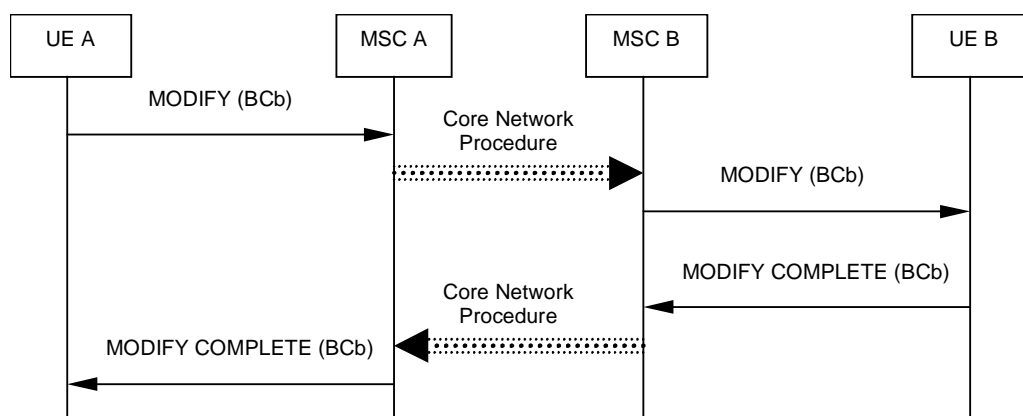 UE A
MSC A
MSC B
UE B
MODIFY (BCb)
Core Network
Procedure
MODIFY (BCb)
MODIFY COMPLETE (BCb)
Core Network
Procedure
MODIFY COMPLETE (BCb)